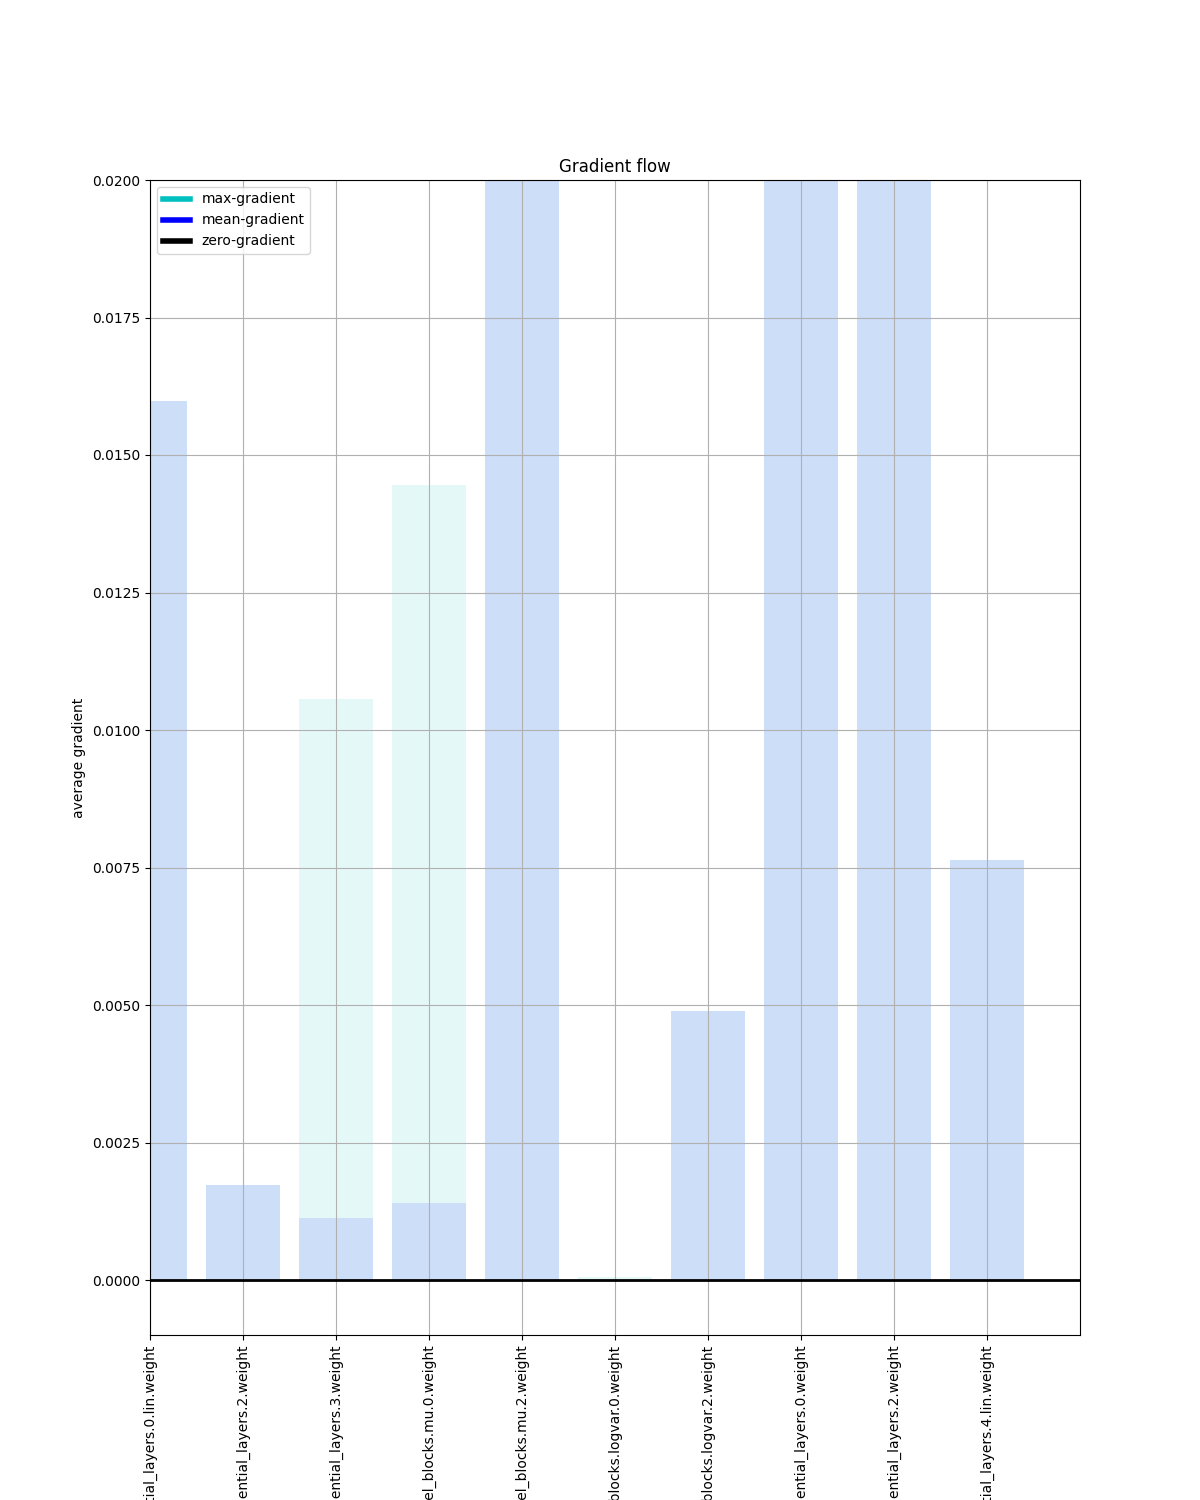 Gradient flow
max-gradient
mean-gradient
zero-gradient
0.0200
0.0175
0.0150
0.0125
0.0100
0.0075
0.0050
0.0025
0.0000
average gradient
tial_layers.0.lin.weight
ential_layers.2.weight
ential_layers.3.weight
el_blocks.mu.0.weight
el_blocks.mu.2.weight
blocks.logvar.0.weight
blocks.logvar.2.weight
ential_layers.0.weight
ential_layers.2.weight
tial_layers.4.lin.weight